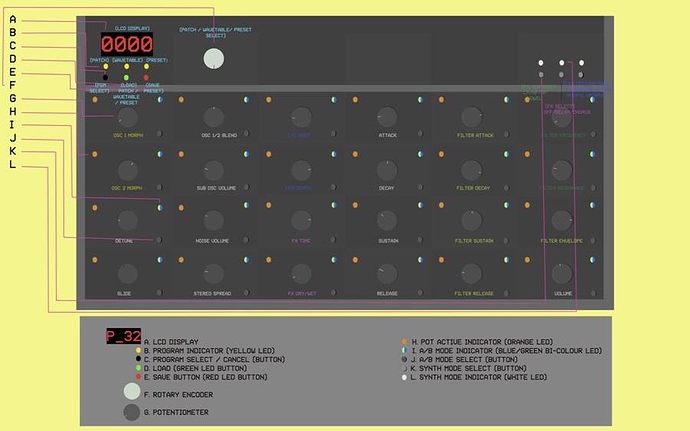 A
B
C
D
E
F
G
H
I
J
K
L
(LCD DISPLAY)
0000
(PATCH) (WAVETABLE) (PRESET)
(PGM SELECT)
(LOAD) PATCH / WAVETABLE / PRESET
(SAVE PRESET)
(PATCH / WAVETABLE/ PRESET
SELECT)
OSC 1 MORPH
OSC 1/2 BLEND
ATTACK
FILTER ATTACK
OSC 2 MORPH
SUB OSC VOLUME
DECAY
FILTER DECAY
DETUNE
NOISE VOLUME
FX TIME
SUSTAIN
FILTER SUSTAIN
FILTER ENVELOPE
GLIDE
STEREO SPREAD
FX DRY/WET
RELEASE
FILTER RELEASE
VOLUME
P_32
A. LCD DISPLAY
B. PROGRAM INDICATOR (YELLOW LED)
C. PROGRAM SELECT / CANCEL (BUTTON)
D. LOAD (GREEN LED BUTTON)
E. SAVE BUTTON (RED LED BUTTON)
F. ROTARY ENCODER
G. POTENTIOMETER
H. POT ACTIVE INDICATOR (ORANGE LED)
I. A/B MODE INDICATOR (BLUE/GREEN BI-COLOUR LED)
J. A/B MODE SELECT (BUTTON)
K. SYNTH MODE SELECT (BUTTON)
L. SYNTH MODE INDICATOR (WHITE LED)